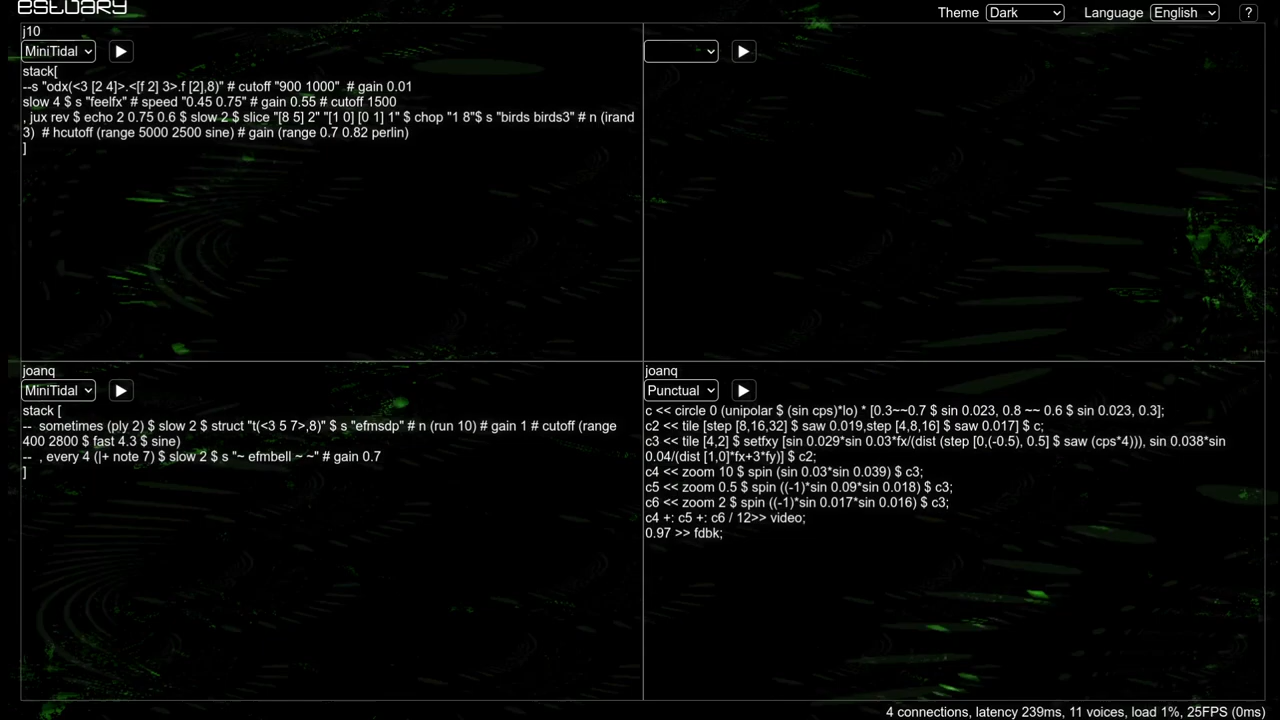 estuary
Theme Dark Language English ?
j10
MiniTidal
stack[
--s "odx(<3 [2 4]>.<[f 2] 3>.f [2],8)" # cutoff "900 1000"  # gain 0.01
slow 4 $ s "feelfx" # speed "0.45 0.75" # gain 0.55 # cutoff 1500
, jux rev $ echo 2 0.75 0.6 $ slow 2 $ slice "[8 5] 2" "[1 0] [0 1] 1" $ chop "1 8"$ s "birds birds3" # n (irand
3)  # hcutoff (range 5000 2500 sine) # gain (range 0.7 0.82 perlin)
]
joanq
MiniTidal
stack [
--  sometimes (ply 2) $ slow 2 $ struct "t(<3 5 7>,8)" $ s "efmsdp" # n (run 10) # gain 1 # cutoff (range
400 2800 $ fast 4.3 $ sine)
-- , every 4 (|+ note 7) $ slow 2 $ s "~ efmbell ~ ~" # gain 0.7
]
joanq
Punctual
c << circle 0 (unipolar $ (sin cps)*lo) * [0.3~~0.7 $ sin 0.023, 0.8 ~~ 0.6 $ sin 0.023, 0.3];
c2 << tile [step [8,16,32] $ saw 0.019,step [4,8,16] $ saw 0.017] $ c;
c3 << tile [4,2] $ setfxy [sin 0.029*sin 0.03*fx/(dist (step [0,(-0.5), 0.5] $ saw (cps*4))), sin 0.038*sin
0.04/(dist [1,0]*fx+3*fy)] $ c2;
c4 << zoom 10 $ spin (sin 0.03*sin 0.039) $ c3;
c5 << zoom 0.5 $ spin ((-1)*sin 0.09*sin 0.018) $ c3;
c6 << zoom 2 $ spin ((-1)*sin 0.017*sin 0.016) $ c3;
c4 +: c5 +: c6 / 12>> video;
0.97 >> fdbk;
4 connections, latency 239ms, 11 voices, load 1%, 25FPS (0ms)